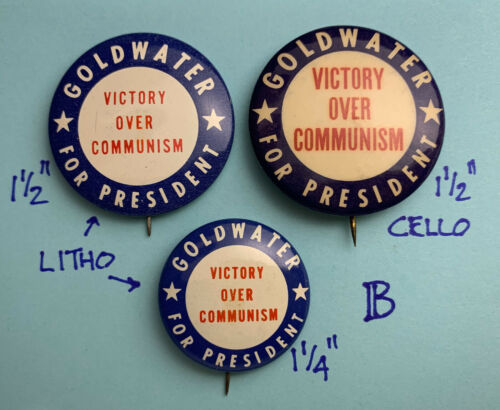 GOLDWATER
VICTORY
OVER
COMMUNISM
FOR PRESIDENT
GOLDWATER
VICTORY
OVER
COMMUNISM
FOR PRESIDENT
1½"
1½"
CELLO
LITHO
GOLDWATER
VICTORY
OVER
COMMUNISM
FOR PRESIDENT
B
1¼"